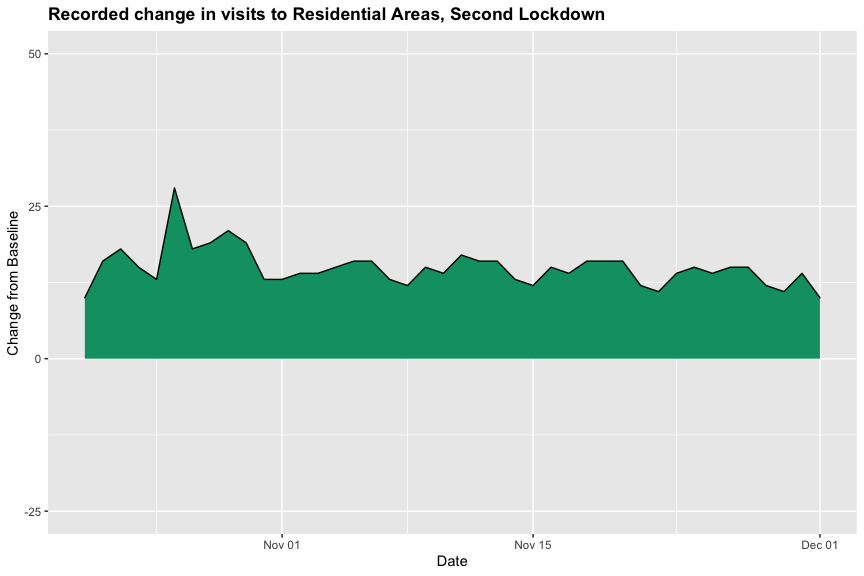 Recorded change in visits to Residential Areas, Second Lockdown
Change from Baseline
50
25
0
-25
Nov 01
Nov 15
Dec 01
Date